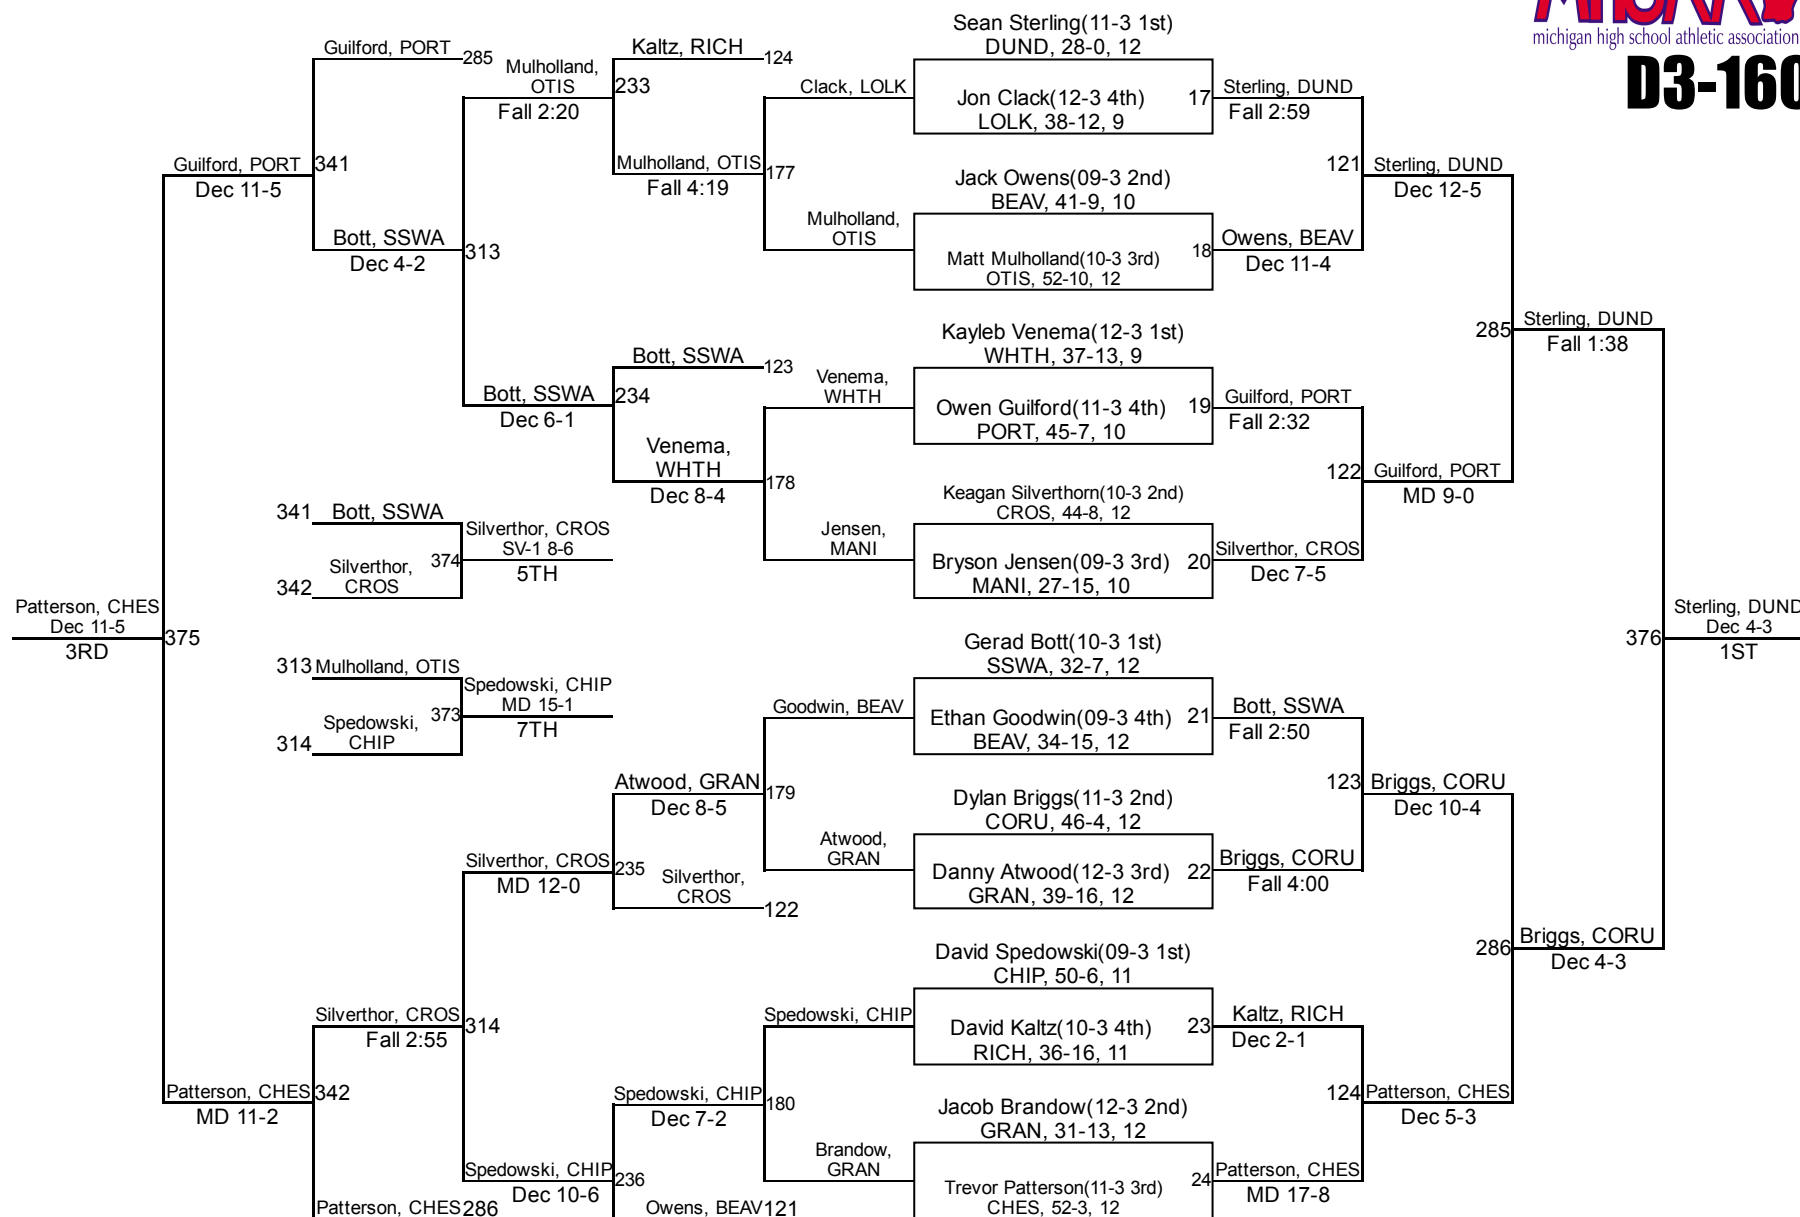 MHSAA
michigan high school athletic association
D3-160
Guilford, PORT
285
Mulholland,
OTIS
Fall 2:20
Kaltz, RICH
124
233
Mulholland, OTIS
Fall 4:19
177
Guilford, PORT
Dec 11-5
341
Bott, SSWA
Dec 4-2
313
Bott, SSWA
123
Bott, SSWA
Dec 6-1
234
Venema,
WHTH
Dec 8-4
178
341 Bott, SSWA
Silverthor,
CROS
342
374
Silverthor, CROS
SV-1 8-6
5TH
Patterson, CHES
Dec 11-5
3RD
375
313 Mulholland, OTIS
Spedowski,
CHIP
314
373
Spedowski, CHIP
MD 15-1
7TH
Atwood, GRAN
Dec 8-5
179
Silverthor, CROS
MD 12-0
235
Silverthor,
CROS
122
Silverthor, CROS
Fall 2:55
314
Patterson, CHES
MD 11-2
342
Spedowski, CHIP
Dec 7-2
180
Spedowski, CHIP
Dec 10-6
236
Patterson, CHES 286
Owens, BEAV 121
Clack, LOLK
Mulholland,
OTIS
Venema,
WHTH
Jensen,
MANI
Goodwin, BEAV
Atwood,
GRAN
Spedowski, CHIP
Brandow,
GRAN
Sean Sterling(11-3 1st)
DUND, 28-0, 12
Jon Clack(12-3 4th)
LOLK, 38-12, 9
17
Sterling, DUND
Fall 2:59
Jack Owens(09-3 2nd)
BEAV, 41-9, 10
Matt Mulholland(10-3 3rd)
OTIS, 52-10, 12
18
Owens, BEAV
Dec 11-4
121
Sterling, DUND
Dec 12-5
Kayleb Venema(12-3 1st)
WHTH, 37-13, 9
Owen Guilford(11-3 4th)
PORT, 45-7, 10
19
Guilford, PORT
Fall 2:32
Keagan Silverthorn(10-3 2nd)
CROS, 44-8, 12
Bryson Jensen(09-3 3rd)
MANI, 27-15, 10
20
Silverthor, CROS
Dec 7-5
122
Guilford, PORT
MD 9-0
285
Sterling, DUND
Fall 1:38
Gerad Bott(10-3 1st)
SSWA, 32-7, 12
Ethan Goodwin(09-3 4th)
BEAV, 34-15, 12
21
Bott, SSWA
Fall 2:50
Dylan Briggs(11-3 2nd)
CORU, 46-4, 12
Danny Atwood(12-3 3rd)
GRAN, 39-16, 12
22
Briggs, CORU
Fall 4:00
123
Briggs, CORU
Dec 10-4
David Spedowski(09-3 1st)
CHIP, 50-6, 11
David Kaltz(10-3 4th)
RICH, 36-16, 11
23
Kaltz, RICH
Dec 2-1
Jacob Brandow(12-3 2nd)
GRAN, 31-13, 12
Trevor Patterson(11-3 3rd)
CHES, 52-3, 12
24
Patterson, CHES
MD 17-8
124
Patterson, CHES
Dec 5-3
286
Briggs, CORU
Dec 4-3
376
Sterling, DUND
Dec 4-3
1ST